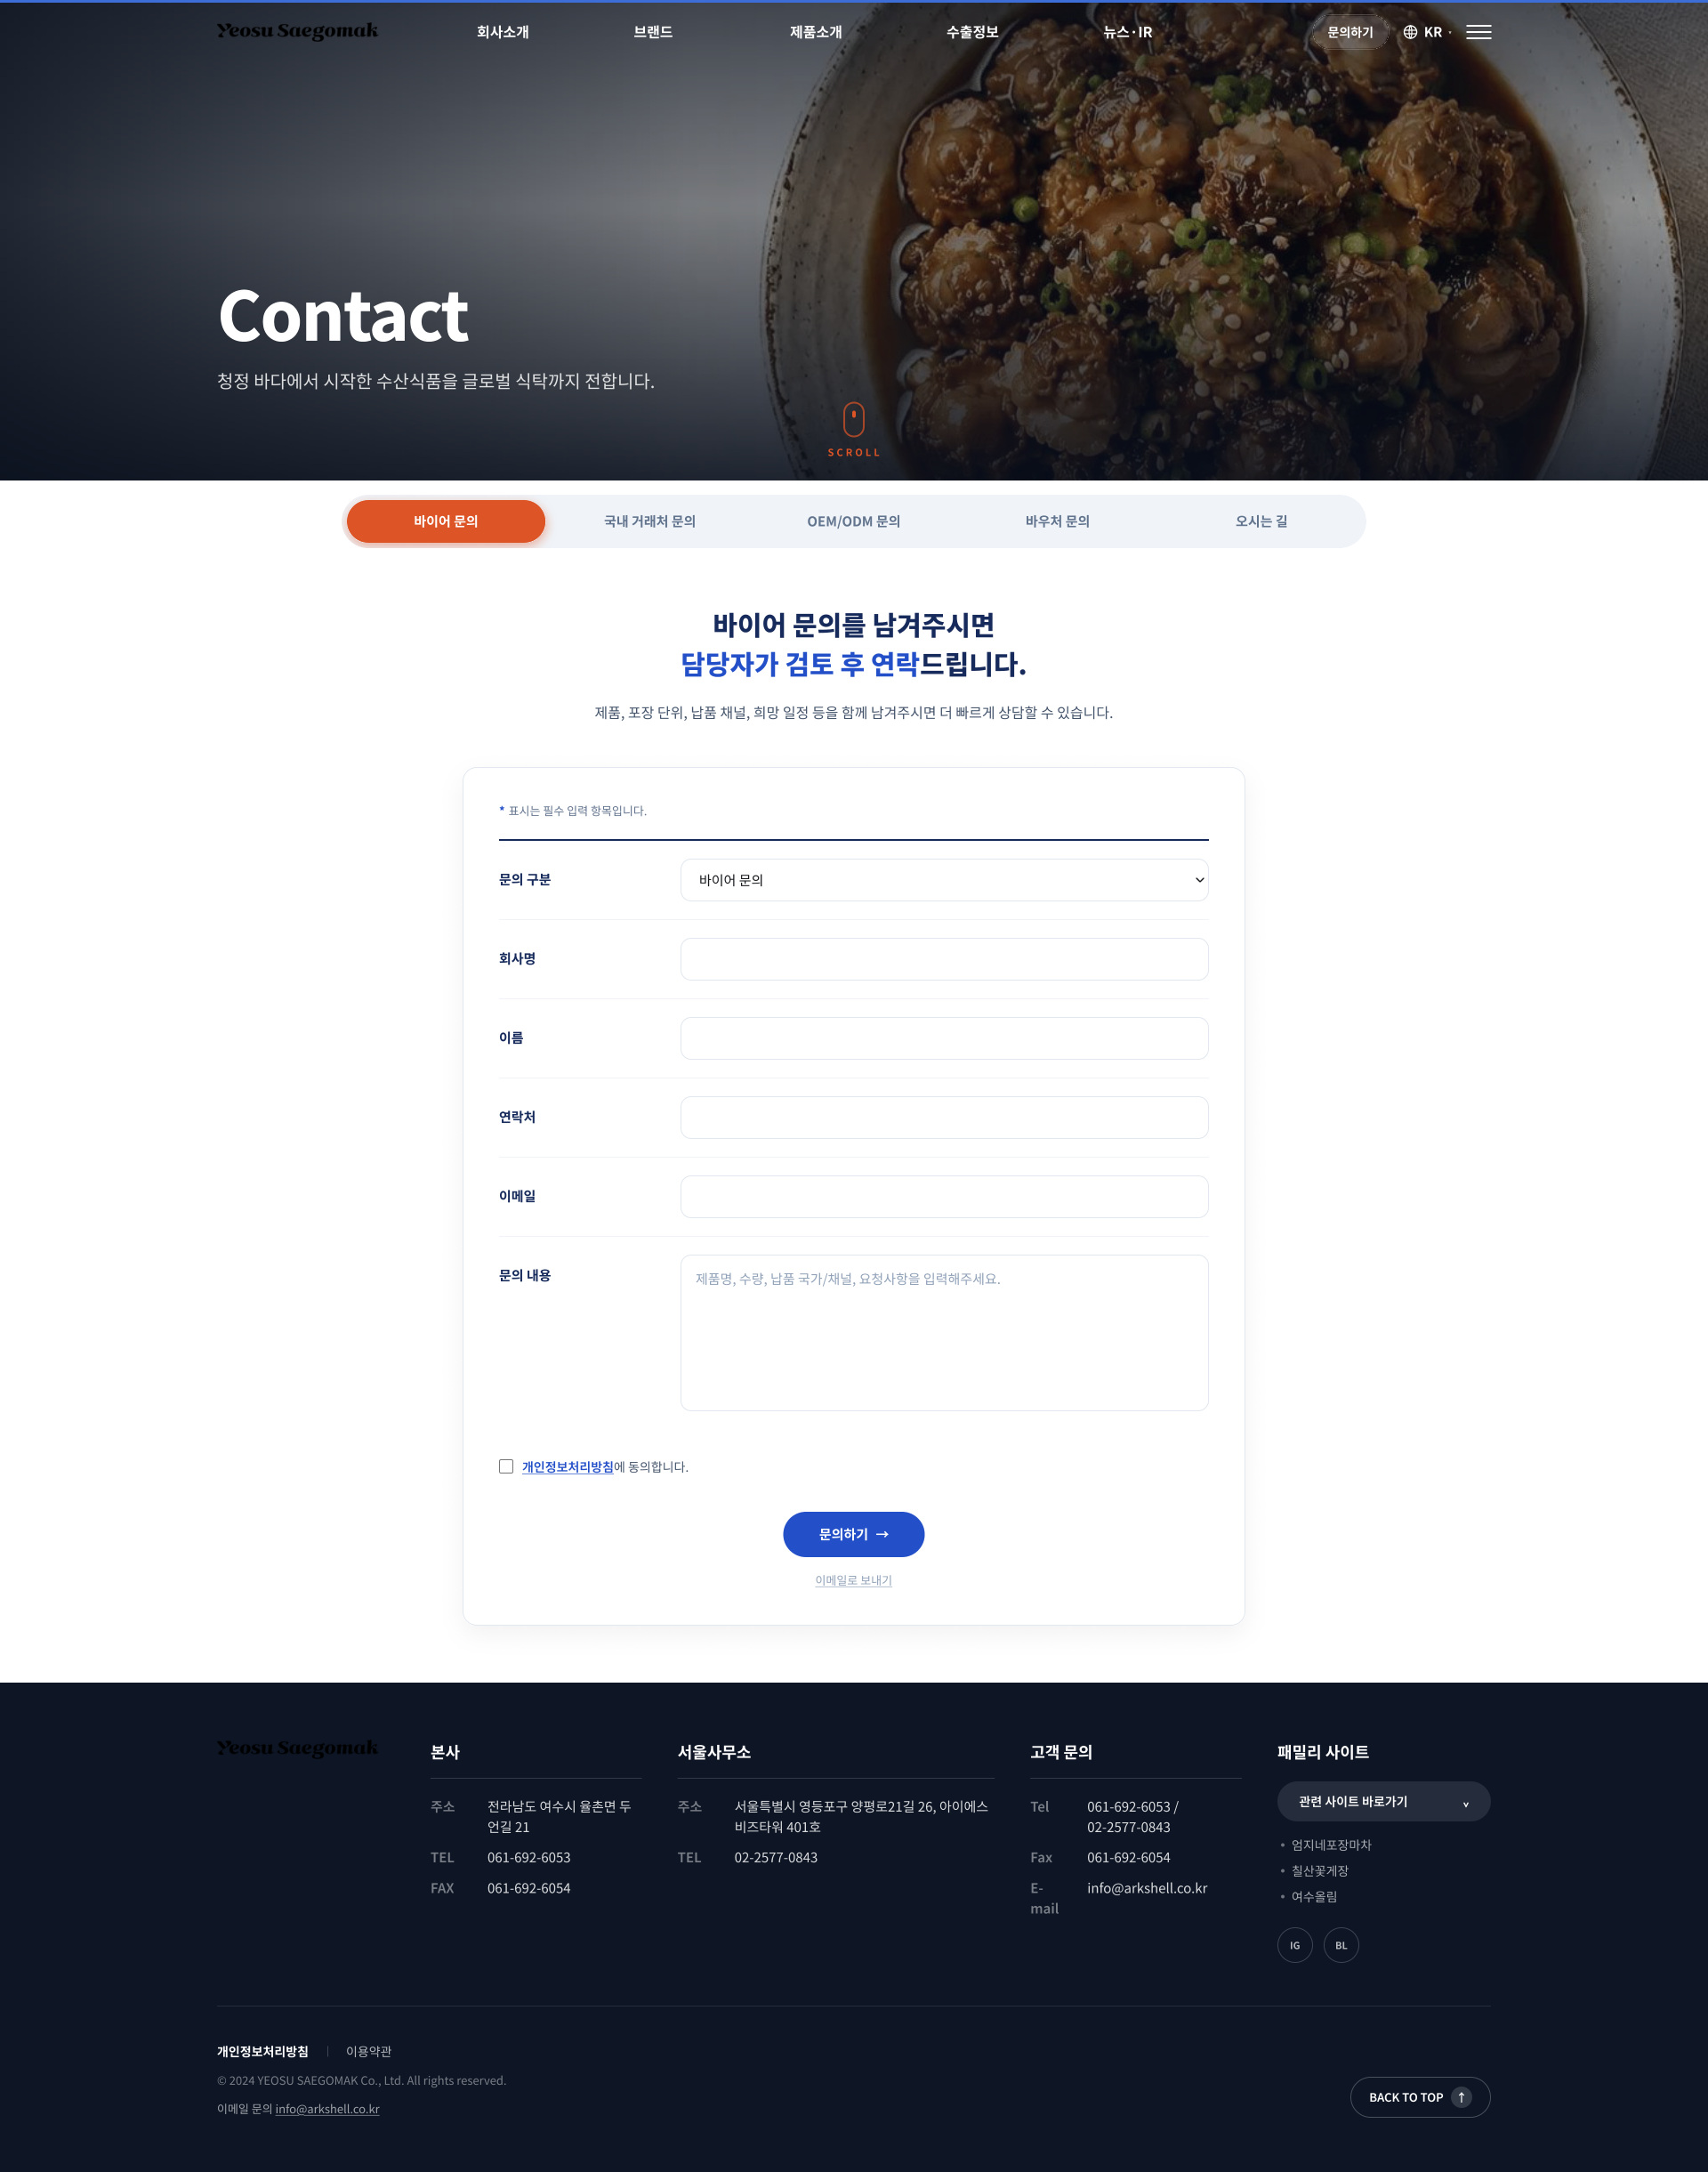 Yeosu Saegomak
회사소개
브랜드
제품소개
수출정보
뉴스·IR
문의하기
KR
Contact
청정 바다에서 시작한 수산식품을 글로벌 식탁까지 전합니다.
SCROLL
바이어 문의
국내 거래처 문의
OEM/ODM 문의
바우처 문의
오시는 길
바이어 문의를 남겨주시면
담당자가 검토 후 연락드립니다.
제품, 포장 단위, 납품 채널, 희망 일정 등을 함께 남겨주시면 더 빠르게 상담할 수 있습니다.
* 표시는 필수 입력 항목입니다.
문의 구분
바이어 문의
회사명
이름
연락처
이메일
문의 내용
제품명, 수량, 납품 국가/채널, 요청사항을 입력해주세요.
개인정보처리방침에 동의합니다.
문의하기 →
이메일로 보내기
Yeosu Saegomak
본사
주소 전라남도 여수시 율촌면 두
언길 21
TEL 061-692-6053
FAX 061-692-6054
서울사무소
주소 서울특별시 영등포구 양평로21길 26, 아이에스
비즈타워 401호
TEL 02-2577-0843
고객 문의
Tel 061-692-6053 /
02-2577-0843
Fax 061-692-6054
E-
mail
info@arkshell.co.kr
패밀리 사이트
관련 사이트 바로가기
• 엄지네포장마차
• 칠산꽃게장
• 여수올림
IG
BL
개인정보처리방침
이용약관
© 2024 YEOSU SAEGOMAK Co., Ltd. All rights reserved.
이메일 문의 info@arkshell.co.kr
BACK TO TOP ↑